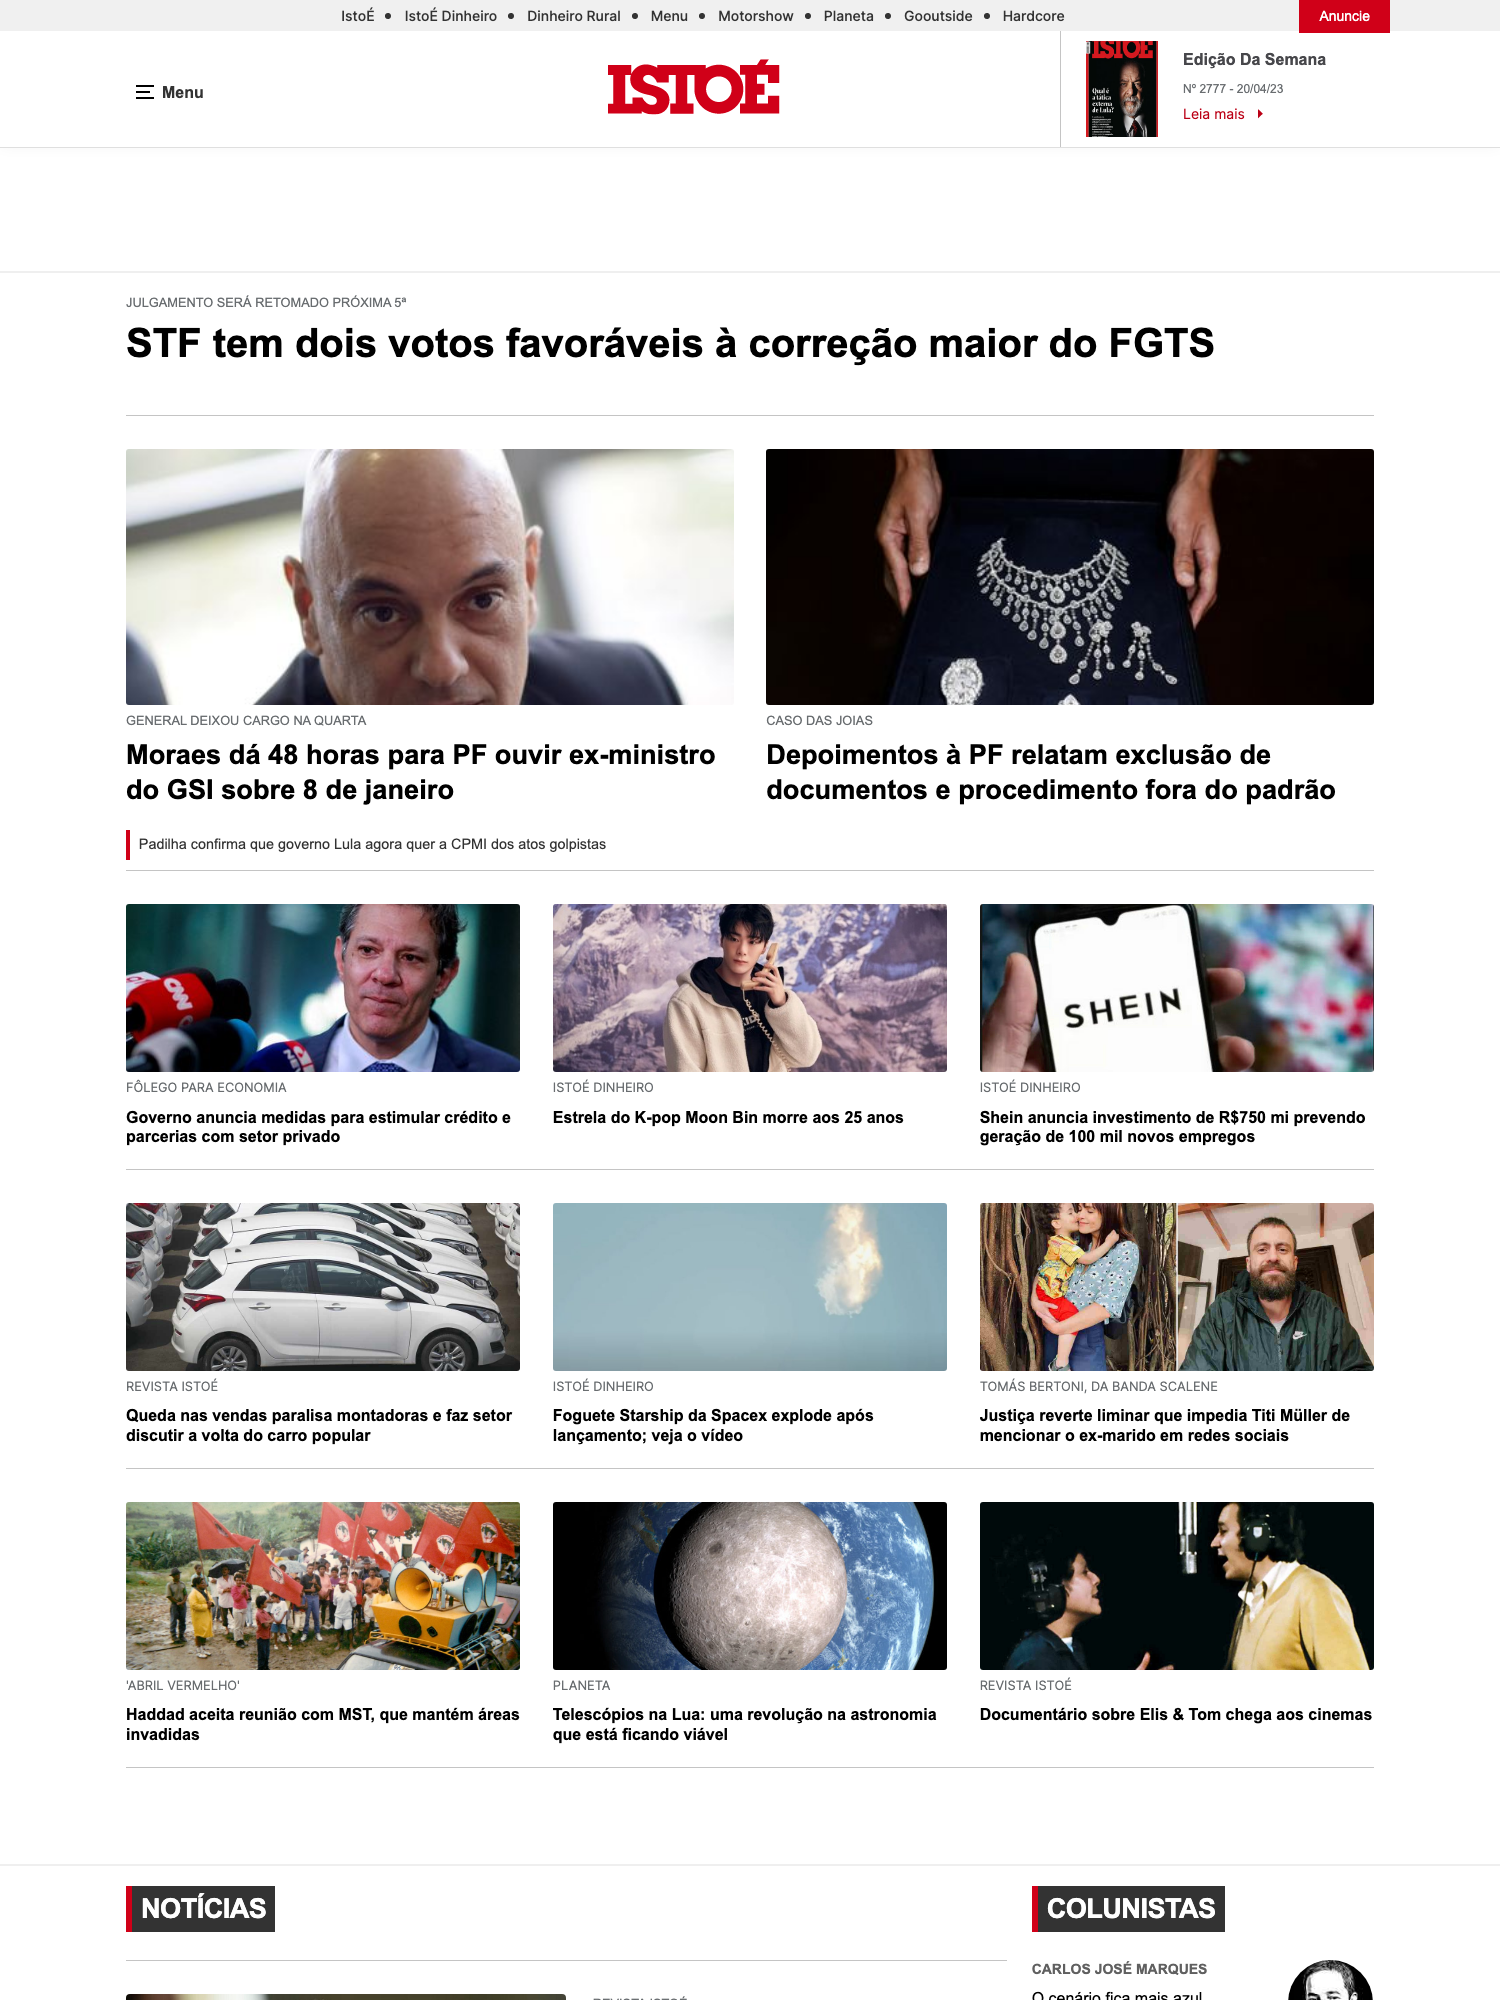 IstoÉ • IstoÉ Dinheiro • Dinheiro Rural • Menu • Motorshow • Planeta • Gooutside • Hardcore
Anuncie
Menu
ISTOÉ
ISTOÉ
Qual é
a tática
externa
de Lula?
Edição Da Semana
Nº 2777 - 20/04/23
Leia mais
JULGAMENTO SERÁ RETOMADO PRÓXIMA 5ª
STF tem dois votos favoráveis à correção maior do FGTS
GENERAL DEIXOU CARGO NA QUARTA
Moraes dá 48 horas para PF ouvir ex-ministro
do GSI sobre 8 de janeiro
Padilha confirma que governo Lula agora quer a CPMI dos atos golpistas
CASO DAS JOIAS
Depoimentos à PF relatam exclusão de
documentos e procedimento fora do padrão
CNN
FÔLEGO PARA ECONOMIA
Governo anuncia medidas para estimular crédito e
parcerias com setor privado
ISTOÉ DINHEIRO
Estrela do K-pop Moon Bin morre aos 25 anos
SHEIN
ISTOÉ DINHEIRO
Shein anuncia investimento de R$750 mi prevendo
geração de 100 mil novos empregos
REVISTA ISTOÉ
Queda nas vendas paralisa montadoras e faz setor
discutir a volta do carro popular
ISTOÉ DINHEIRO
Foguete Starship da Spacex explode após
lançamento; veja o vídeo
TOMÁS BERTONI, DA BANDA SCALENE
Justiça reverte liminar que impedia Titi Müller de
mencionar o ex-marido em redes sociais
'ABRIL VERMELHO'
Haddad aceita reunião com MST, que mantém áreas
invadidas
PLANETA
Telescópios na Lua: uma revolução na astronomia
que está ficando viável
REVISTA ISTOÉ
Documentário sobre Elis & Tom chega aos cinemas
NOTÍCIAS
REVISTA ISTOÉ
COLUNISTAS
CARLOS JOSÉ MARQUES
O cenário fica mais azul